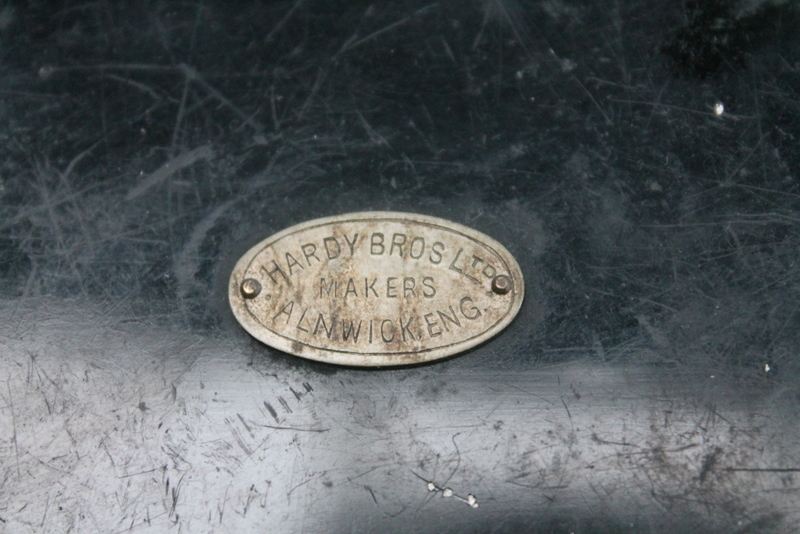 HARDY BROS LTD
MAKERS
ALNWICK.ENG.